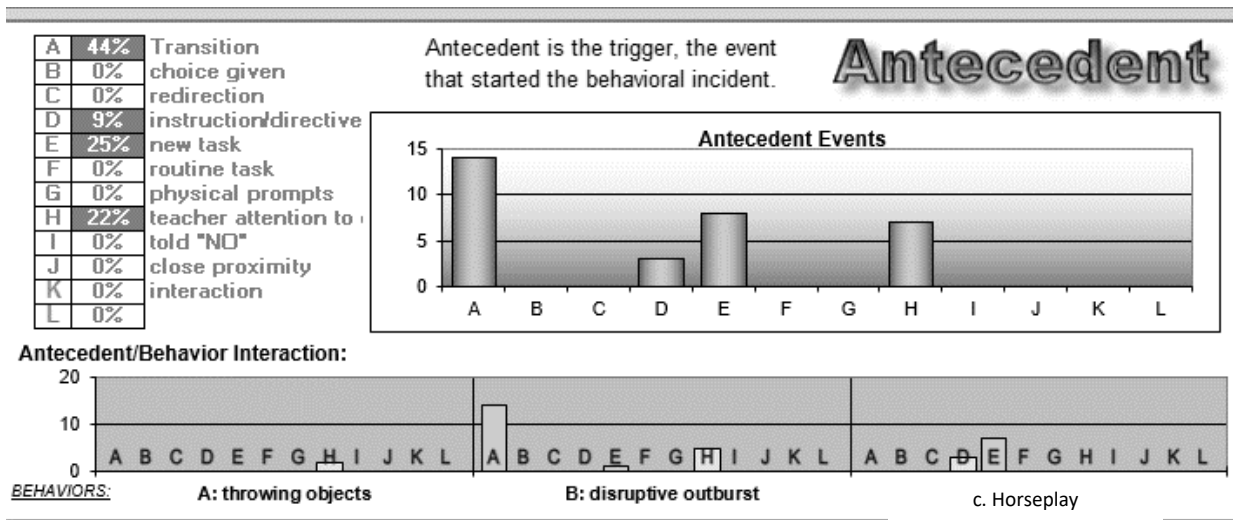 Antecedent is the trigger, the event
that started the behavioral incident.
Antecedent
A 44% Transition
B 0% choice given
C 0% redirection
D 9% instruction/directive
E 25% new task
F 0% routine task
G 0% physical prompts
H 22% teacher attention to
I 0% told "NO"
J 0% close proximity
K 0% interaction
L 0%
Antecedent Events
15
10
5
0
A B C D E F G H I J K L
Antecedent/Behavior Interaction:
20
10
0
A B C D E F G H I J K L A B C D E F G H I J K L A B C D E F G H I J K L
BEHAVIORS: A: throwing objects B: disruptive outburst c. Horseplay